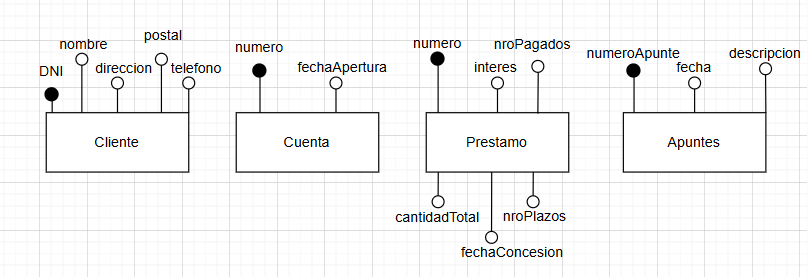 DNI
nombre
direccion
postal
telefono
Cliente
numero
fechaApertura
Cuenta
numero
interes
nroPagados
Prestamo
cantidadTotal
fechaConcesion
nroPlazos
numeroApunte
fecha
descripcion
Apuntes